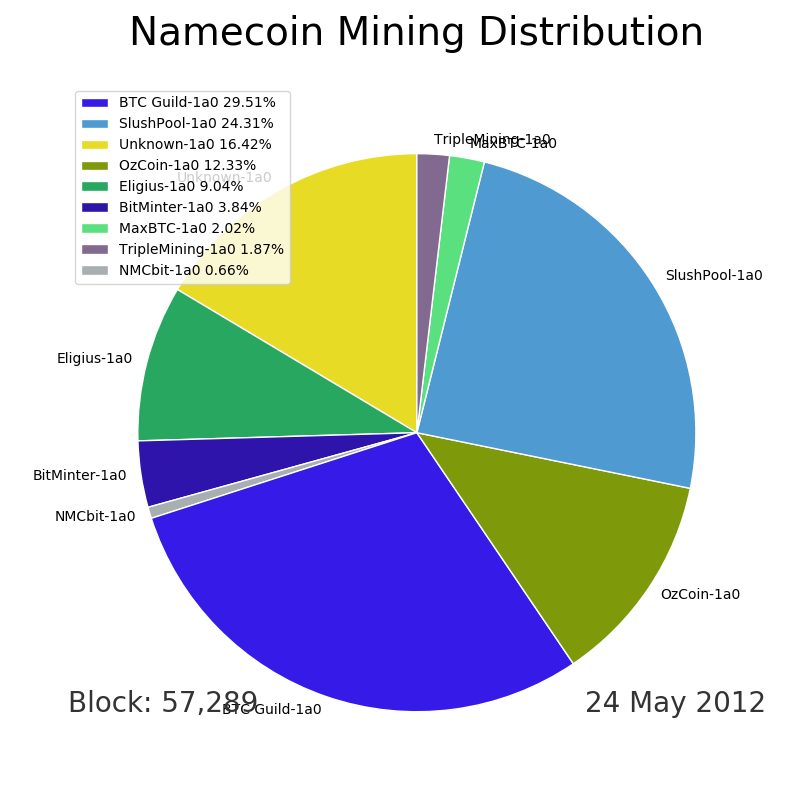 Namecoin Mining Distribution
BTC Guild-1a0 29.51%
SlushPool-1a0 24.31%
Unknown-1a0 16.42%
OzCoin-1a0 12.33%
Eligius-1a0 9.04%
BitMinter-1a0 3.84%
MaxBTC-1a0 2.02%
TripleMining-1a0 1.87%
NMCbit-1a0 0.66%
TripleMining-1a0
MaxBTC-1a0
Unknown-1a0
SlushPool-1a0
Eligius-1a0
BitMinter-1a0
NMCbit-1a0
OzCoin-1a0
BTC Guild-1a0
Block: 57,289
24 May 2012